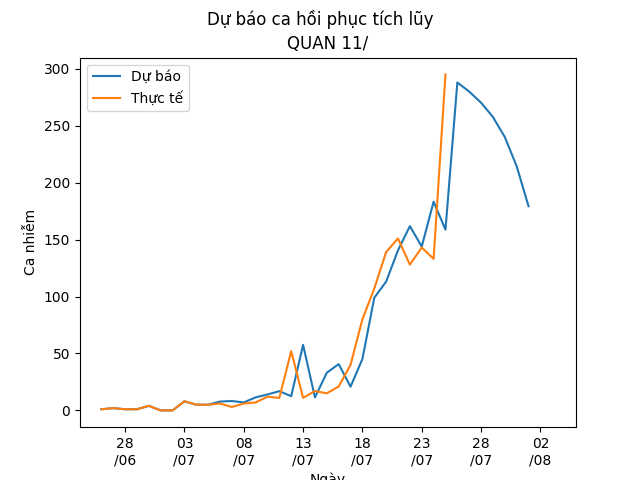 Dự báo ca hồi phục tích lũy
QUAN 11/
Dự báo
Thực tế
300
250
200
150
100
50
0
Ca nhiễm
28 03 08 13 18 23 28 02
/06 /07 /07 /07 /07 /07 /07 /08
Ngày